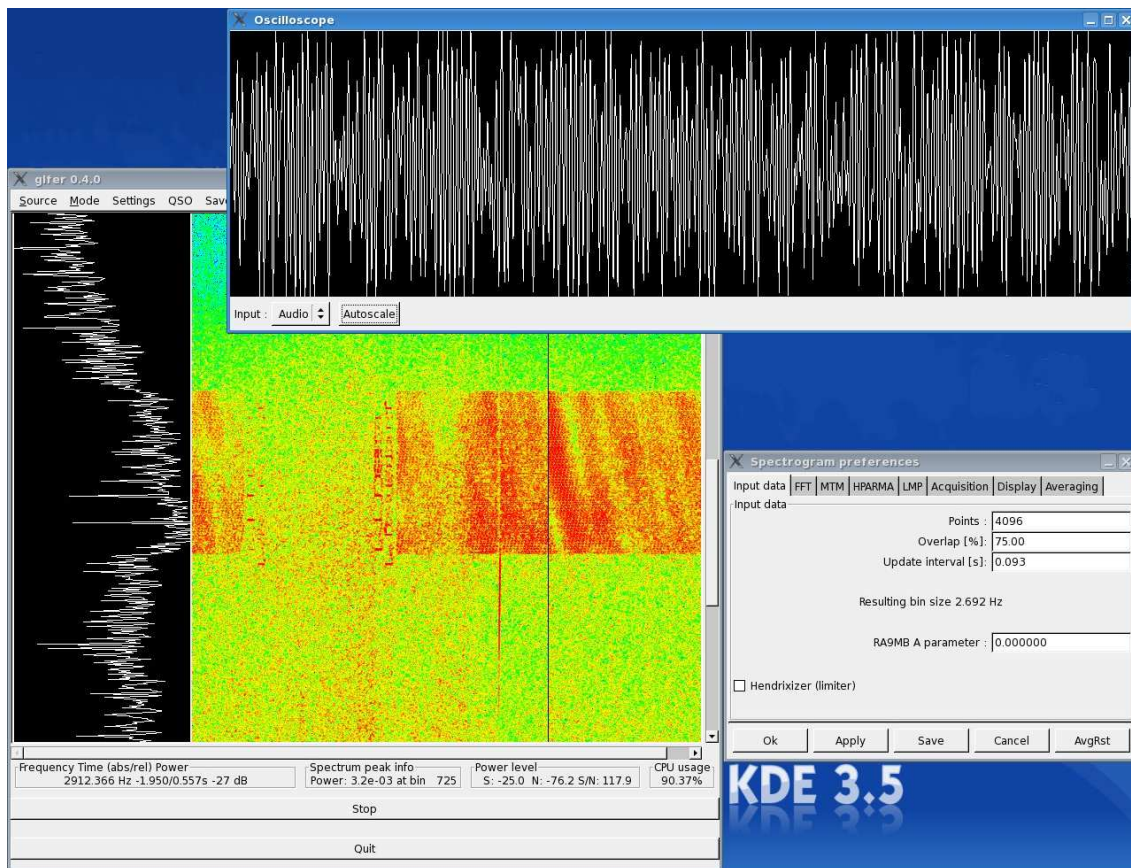 Oscilloscope
Input : Audio Autoscale
glfer 0.4.0
Source Mode Settings QSO Save
Frequency Time (abs/rel) Power
2912.366 Hz -1.950/0.557s -27 dB
Spectrum peak info
Power: 3.2e-03 at bin 725
Power level
S: -25.0 N: -76.2 S/N: 117.9
CPU usage
90.37%
Stop
Quit
Spectrogram preferences
Input data FFT MTM HPARMA LMP Acquisition Display Averaging
Input data
Points : 4096
Overlap [%]: 75.00
Update interval [s]: 0.093
Resulting bin size 2.692 Hz
RA9MB A parameter : 0.000000
Hendrixizer (limiter)
Ok Apply Save Cancel AvgRst
KDE 3.5